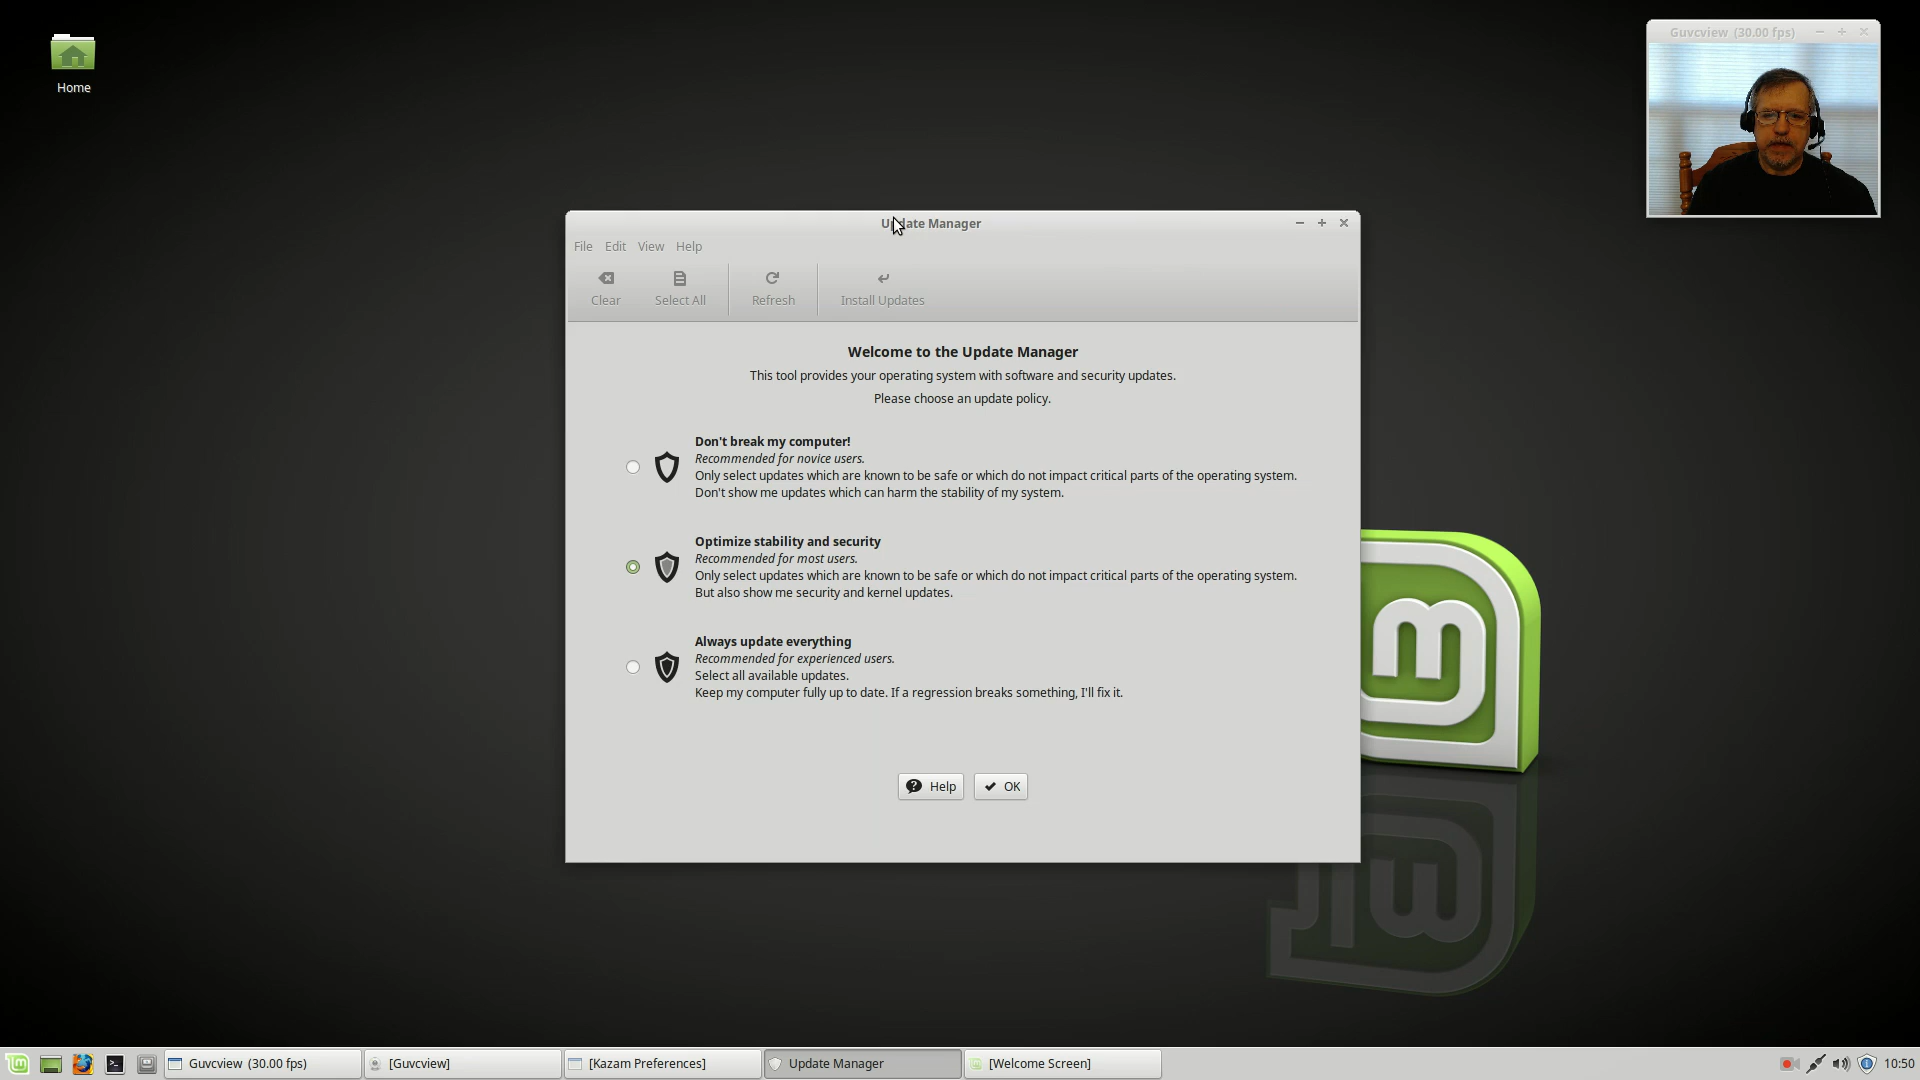 Home
Guvcview (30.00 fps)
Update Manager
File Edit View Help
Clear Select All Refresh Install Updates
Welcome to the Update Manager
This tool provides your operating system with software and security updates.
Please choose an update policy.
Don't break my computer!
Recommended for novice users.
Only select updates which are known to be safe or which do not impact critical parts of the operating system.
Don't show me updates which can harm the stability of my system.
Optimize stability and security
Recommended for most users.
Only select updates which are known to be safe or which do not impact critical parts of the operating system.
But also show me security and kernel updates.
Always update everything
Recommended for experienced users.
Select all available updates.
Keep my computer fully up to date. If a regression breaks something, I'll fix it.
Help OK
Guvcview (30.00 fps) [Guvcview] [Kazam Preferences] Update Manager [Welcome Screen] 10:50